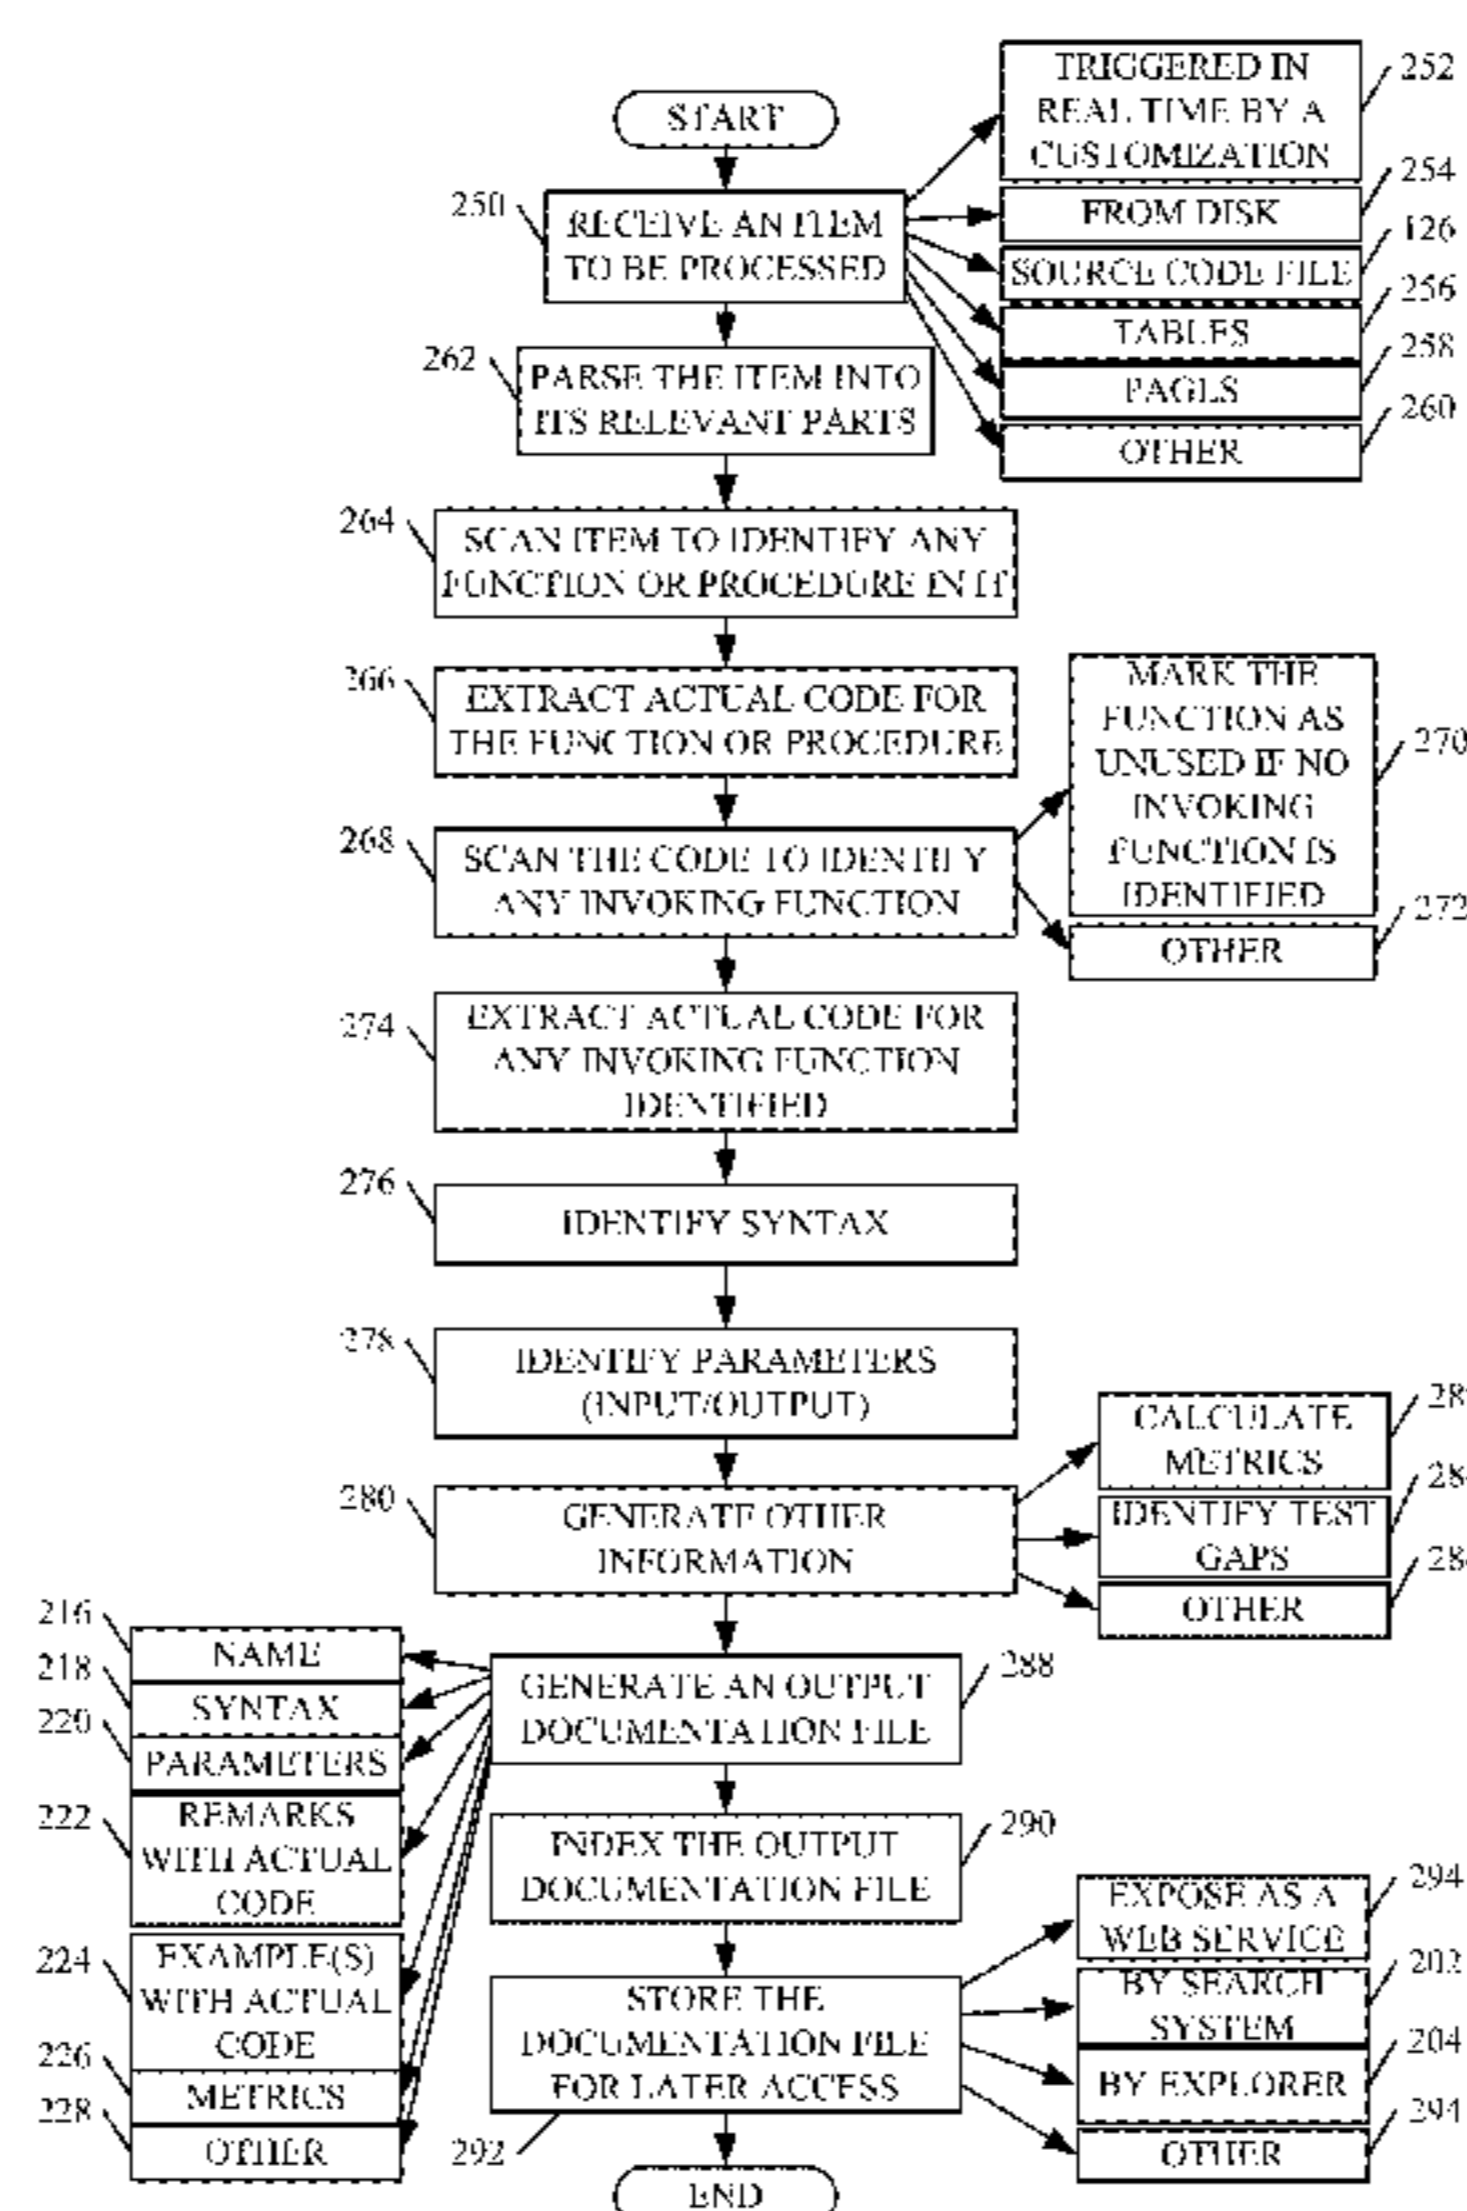 START
250
RECEIVE AN ITEM
TO BE PROCESSED
TRIGGERED IN
REAL TIME BY A
CUSTOMIZATION
252
FROM DISK
254
SOURCE CODE FILE
126
TABLES
256
PAGES
258
OTHER
260
262
PARSE THE ITEM INTO
ITS RELEVANT PARTS
264
SCAN ITEM TO IDENTIFY ANY
FUNCTION OR PROCEDURE IN IT
266
EXTRACT ACTUAL CODE FOR
THE FUNCTION OR PROCEDURE
268
SCAN THE CODE TO IDENTIFY
ANY INVOKING FUNCTION
MARK THE
FUNCTION AS
UNUSED IF NO
INVOKING
FUNCTION IS
IDENTIFIED
270
OTHER
272
274
EXTRACT ACTUAL CODE FOR
ANY INVOKING FUNCTION
IDENTIFIED
276
IDENTIFY SYNTAX
278
IDENTIFY PARAMETERS
(INPUT/OUTPUT)
280
GENERATE OTHER
INFORMATION
CALCULATE
METRICS
IDENTIFY TEST
GAPS
OTHER
288
GENERATE AN OUTPUT
DOCUMENTATION FILE
216
NAME
218
SYNTAX
220
PARAMETERS
222
REMARKS
WITH ACTUAL
CODE
224
EXAMPLE(S)
WITH ACTUAL
CODE
226
METRICS
228
OTHER
290
INDEX THE OUTPUT
DOCUMENTATION FILE
292
STORE THE
DOCUMENTATION FILE
FOR LATER ACCESS
EXPOSE AS A
WEB SERVICE
294
BY SEARCH
SYSTEM
202
BY EXPLORER
204
OTHER
294
END